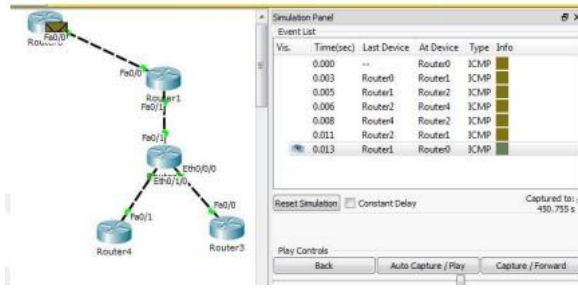 Simulation Panel
Event List
Vis. Time(sec) Last Device At Device Type Info
0.000 -- Router0 ICMP
0.003 Router0 Router1 ICMP
0.005 Router1 Router2 ICMP
0.006 Router2 Router4 ICMP
0.008 Router4 Router2 ICMP
0.011 Router2 Router1 ICMP
0.013 Router1 Router0 ICMP
Reset Simulation Constant Delay Captured to:
450.755 s
Play Controls
Back Auto Capture / Play Capture / Forward
Fa0/0
Fa0/0
Router1
Fa0/1
Fa0/1
Eth0/0/0
Eth0/1/0
Fa0/1
Fa0/0
Router4
Router3